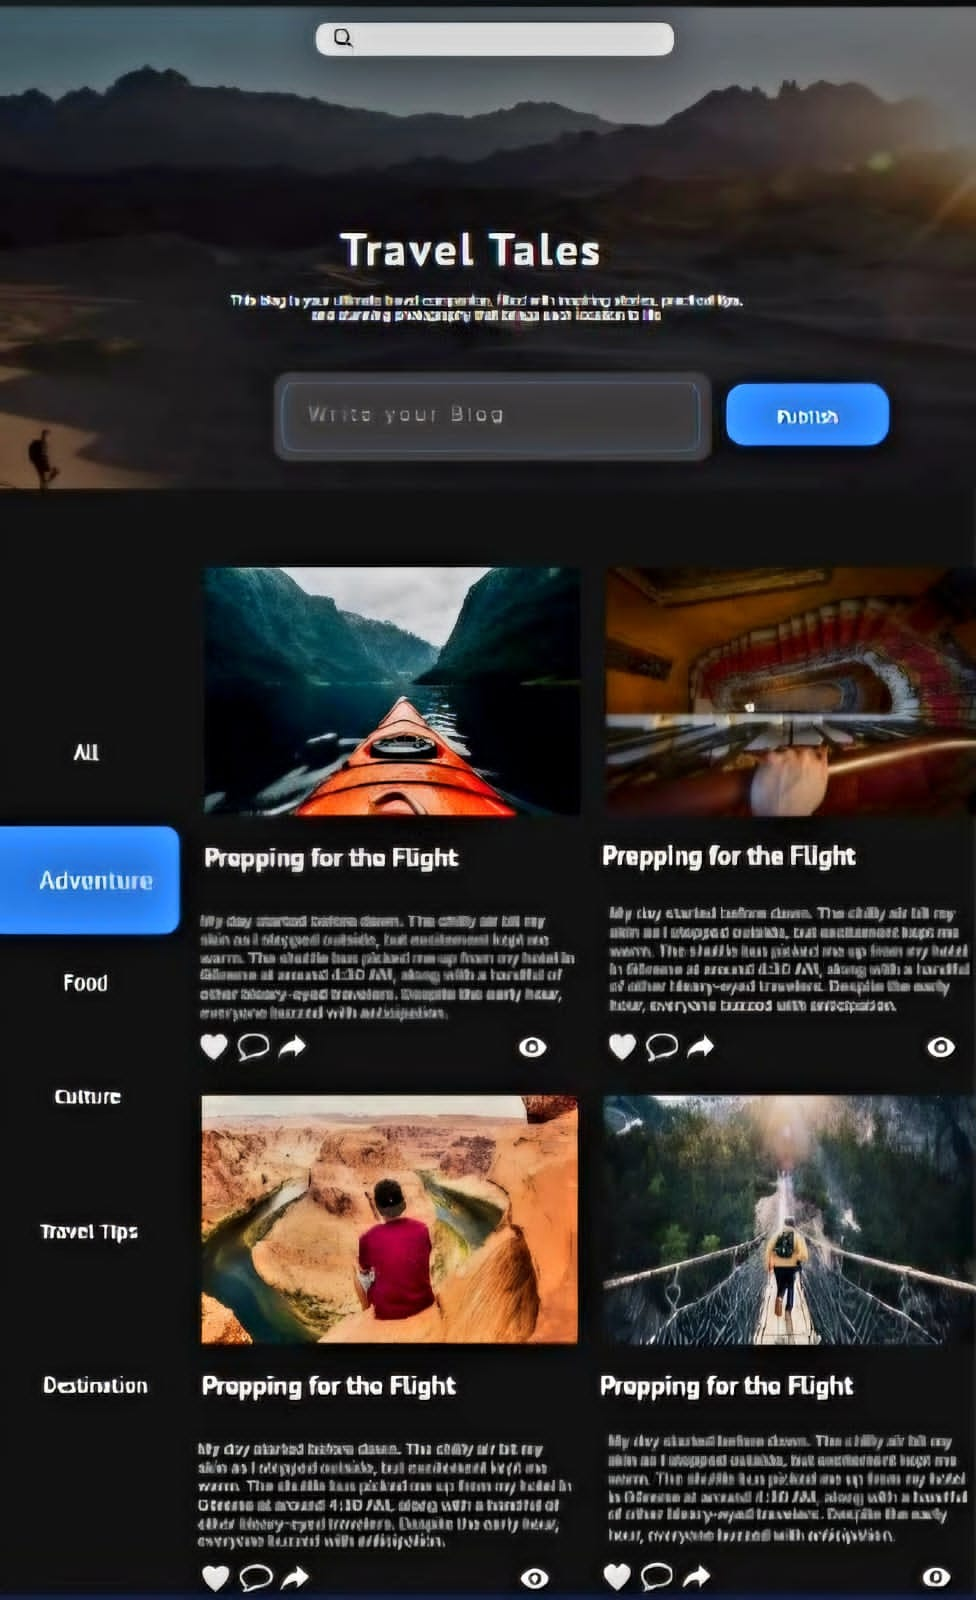 Travel Tales
This blog is your ultimate travel companion, filled with inspiring stories, practical tips,
and stunning photography
Write your Blog
Publish
All
Adventure
Food
Culture
Travel Tips
Destination
Prepping for the Flight
My day started before dawn. The chilly air bit my
skin as I stepped outside, but excitement kept me
warm. The shuttle bus picked me up from my hotel in
at around 4:30 AM, along with a handful of
other bleary-eyed travelers. Despite the early hour,
everyone buzzed with anticipation.
Prepping for the Flight
My day started before dawn. The chilly air bit my
skin as I stepped outside, but excitement kept me
warm. The shuttle bus picked me up from my hotel
in at around 4:30 AM, along with a handful
of other bleary-eyed travelers. Despite the early
hour, everyone buzzed with anticipation.
Prepping for the Flight
My day started before dawn. The chilly air bit my
skin as I stepped outside, but excitement kept me
warm. The shuttle bus picked me up from my hotel in
at around 4:30 AM, along with a handful of
other bleary-eyed travelers. Despite the early hour,
everyone buzzed with anticipation.
Prepping for the Flight
My day started before dawn. The chilly air bit my
skin as I stepped outside, but excitement kept me
warm. The shuttle bus picked me up from my hotel
in at around 4:30 AM, along with a handful
of other bleary-eyed travelers. Despite the early
hour, everyone buzzed with anticipation.